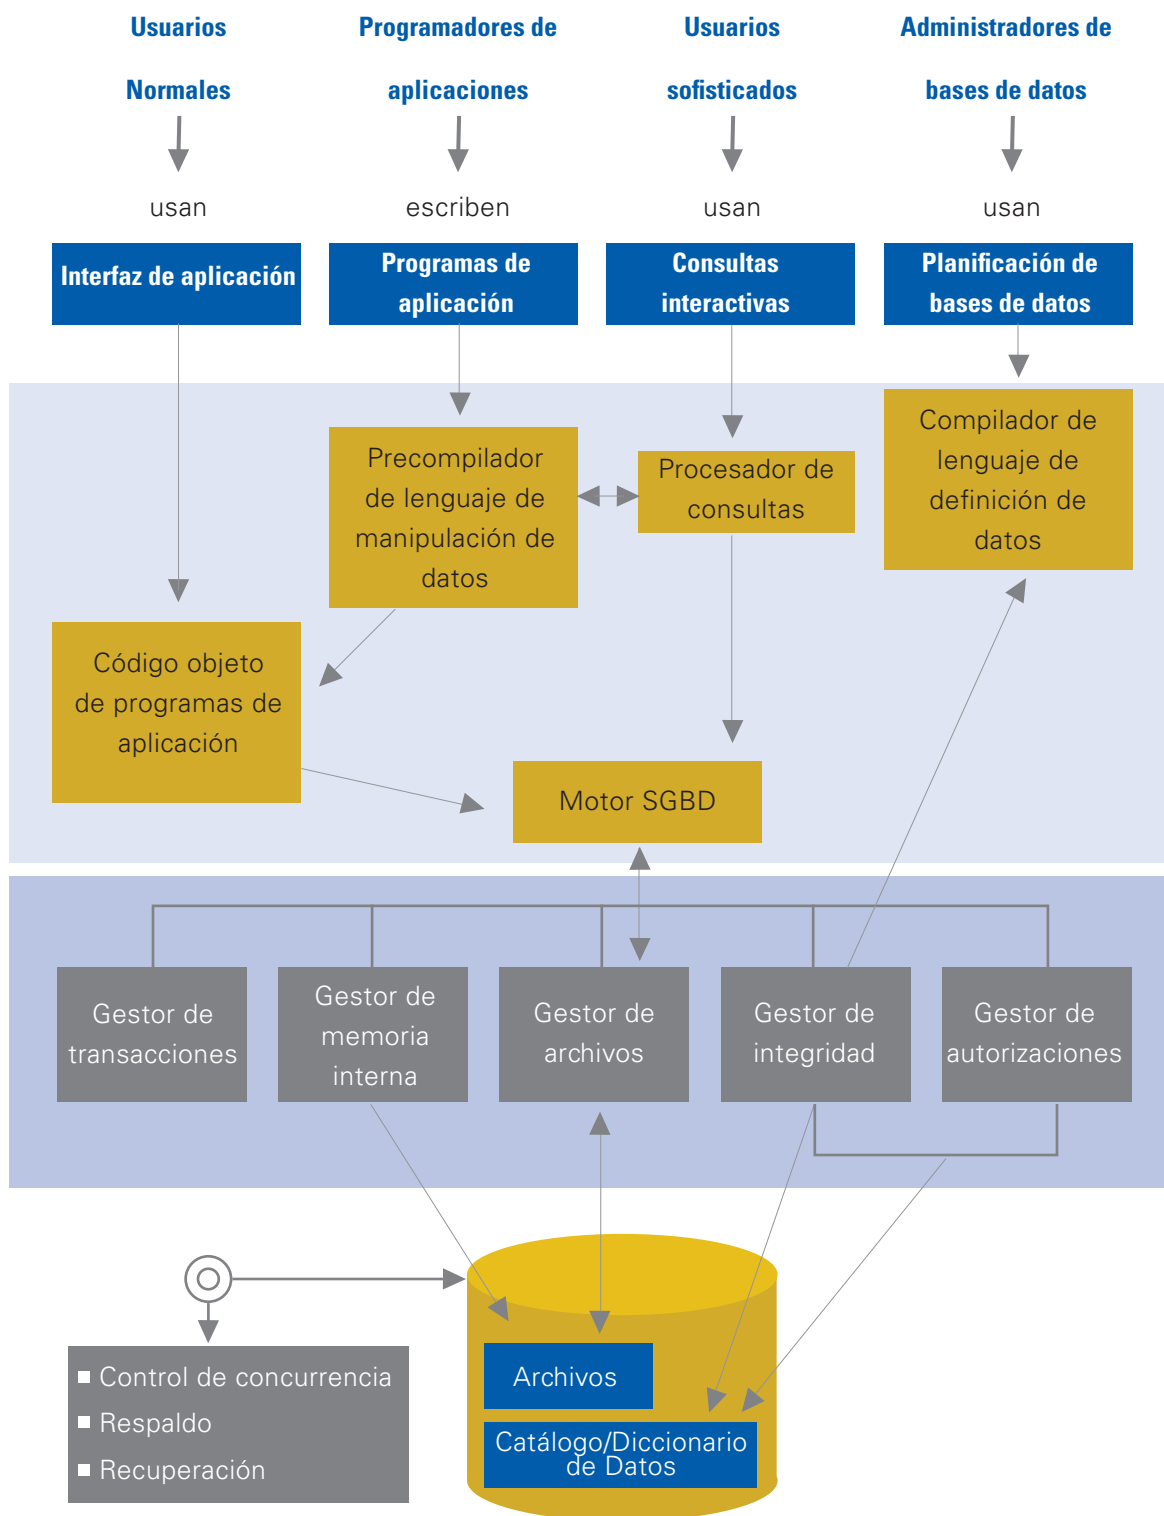 Usuarios
Normales
Programadores de
aplicaciones
Usuarios
sofisticados
Administradores de
bases de datos
usan
escriben
usan
usan
Interfaz de aplicación
Programas de
aplicación
Consultas
interactivas
Planificación de
bases de datos
Precompilador
de lenguaje de
manipulación de
datos
Procesador de
consultas
Compilador de
lenguaje de
definición de
datos
Código objeto
de programas de
aplicación
Motor SGBD
Gestor de
transacciones
Gestor de
memoria
interna
Gestor de
archivos
Gestor de
integridad
Gestor de
autorizaciones
Control de concurrencia
Respaldo
Recuperación
Archivos
Catálogo/Diccionario
de Datos